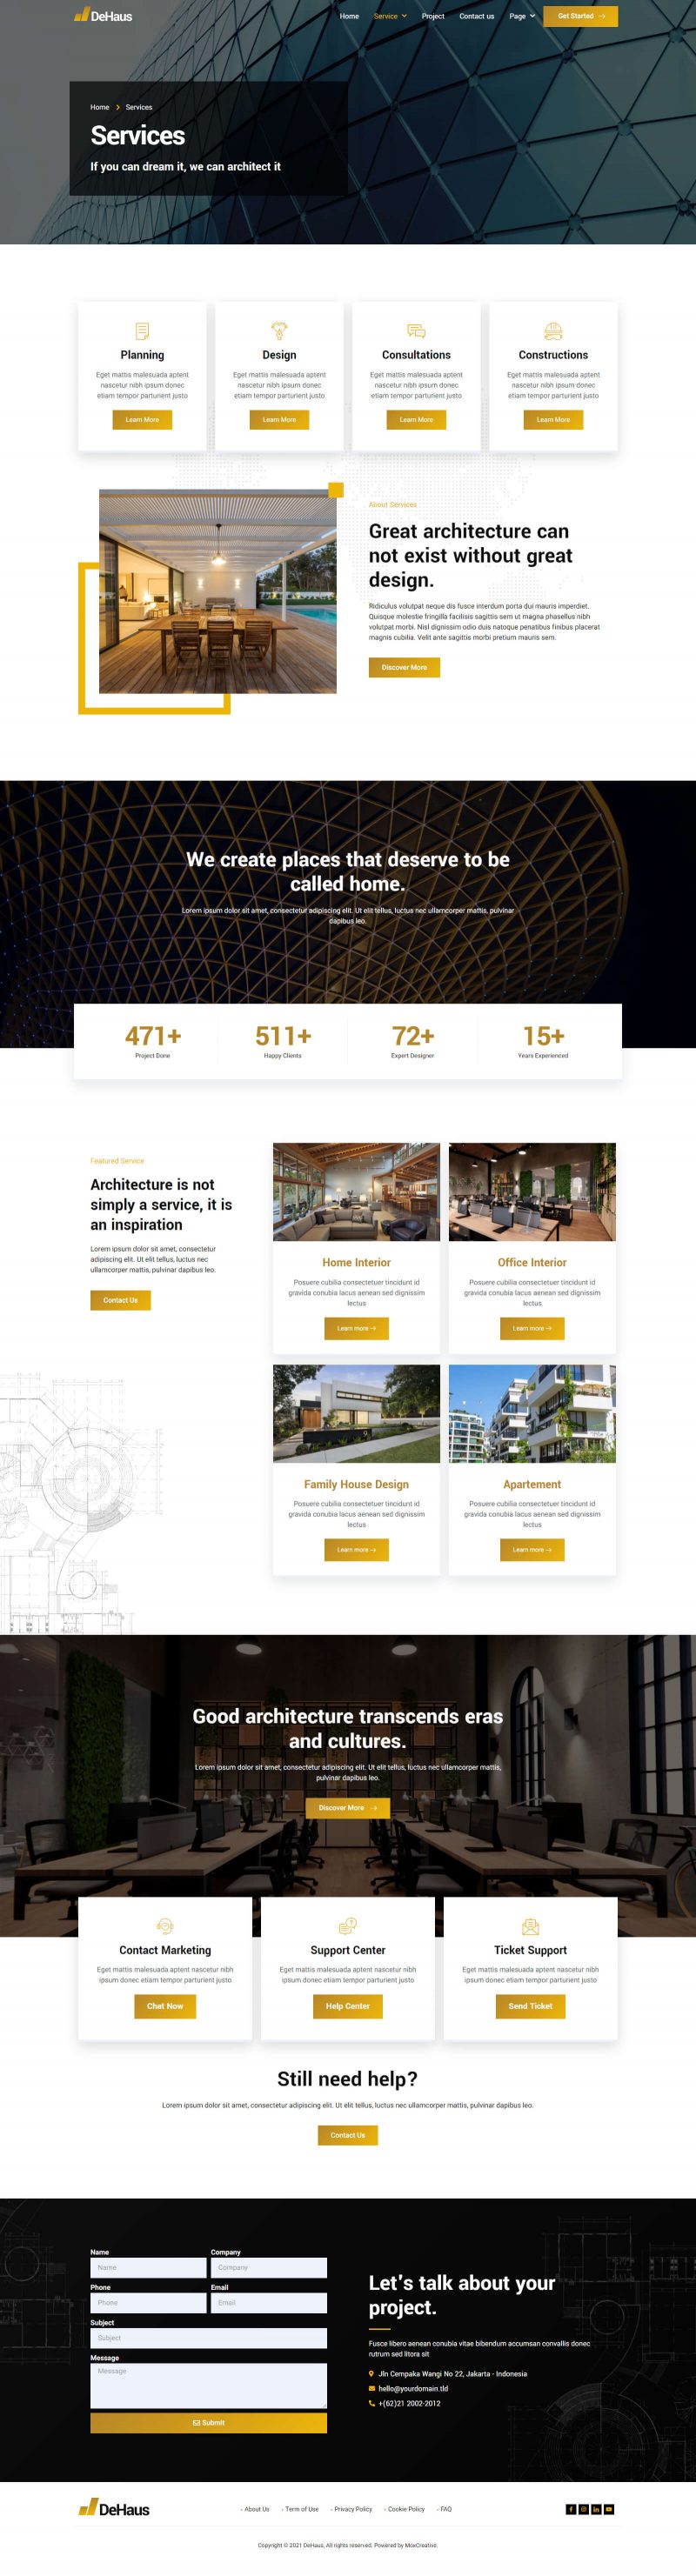 DeHaus
Home Service Project Contact us Page Get Started
Home Services
Services
If you can dream it, we can architect it
Planning
Eget mattis malesuada aptent
nascetur nibh ipsum donec
etiam tempor parturient justo
Learn More
Design
Eget mattis malesuada aptent
nascetur nibh ipsum donec
etiam tempor parturient justo
Learn More
Consultations
Eget mattis malesuada aptent
nascetur nibh ipsum donec
etiam tempor parturient justo
Learn More
Constructions
Eget mattis malesuada aptent
nascetur nibh ipsum donec
etiam tempor parturient justo
Learn More
About Services
Great architecture can
not exist without great
design.
Ridiculus volutpat neque dis fusce interdum porta dui mauris imperdiet.
Quisque molestie fringilla facilisis sagittis sem ut magna phasellus nibh
volutpat morbi. Nisl dignissim odio duis natoque penatibus finibus placerat
magnis cubilia. Velit ante sagittis morbi pretium mauris sem.
Discover More
We create places that deserve to be
called home.
Lorem ipsum dolor sit amet, consectetur adipiscing elit. Ut elit tellus, luctus nec ullamcorper mattis, pulvinar
dapibus leo.
471+
Project Done
511+
Happy Clients
72+
Expert Designer
15+
Years Experienced
Featured Service
Architecture is not
simply a service, it is
an inspiration
Lorem ipsum dolor sit amet, consectetur
adipiscing elit. Ut elit tellus, luctus nec
ullamcorper mattis, pulvinar dapibus leo.
Contact Us
Home Interior
Posuere cubilia consectetuer tincidunt id
gravida conubia lacus aenean sed dignissim
lectus
Learn more
Office Interior
Posuere cubilia consectetuer tincidunt id
gravida conubia lacus aenean sed dignissim
lectus
Learn more
Family House Design
Posuere cubilia consectetuer tincidunt id
gravida conubia lacus aenean sed dignissim
lectus
Learn more
Apartement
Posuere cubilia consectetuer tincidunt id
gravida conubia lacus aenean sed dignissim
lectus
Learn more
Good architecture transcends eras
and cultures.
Lorem ipsum dolor sit amet, consectetur adipiscing elit. Ut elit tellus, luctus nec ullamcorper mattis,
pulvinar dapibus leo.
Discover More
Contact Marketing
Eget mattis malesuada aptent nascetur nibh
ipsum donec etiam tempor parturient justo
Chat Now
Support Center
Eget mattis malesuada aptent nascetur nibh
ipsum donec etiam tempor parturient justo
Help Center
Ticket Support
Eget mattis malesuada aptent nascetur nibh
ipsum donec etiam tempor parturient justo
Send Ticket
Still need help?
Lorem ipsum dolor sit amet, consectetur adipiscing elit. Ut elit tellus, luctus nec ullamcorper mattis, pulvinar dapibus leo.
Contact Us
Name Company
Name Company
Phone Email
Phone Email
Subject
Subject
Message
Message
Submit
Let's talk about your
project.
Fusce libero aenean conubia vitae bibendum accumsan convallis donec
rutrum sed litora sit
Jln Cempaka Wangi No 22, Jakarta - Indonesia
hello@yourdomain.tld
+(62)21 2002-2012
DeHaus
- About Us - Term of Use - Privacy Policy - Cookie Policy - FAQ
Copyright © 2021 DeHaus, All rights reserved. Powered by MoxCreative.